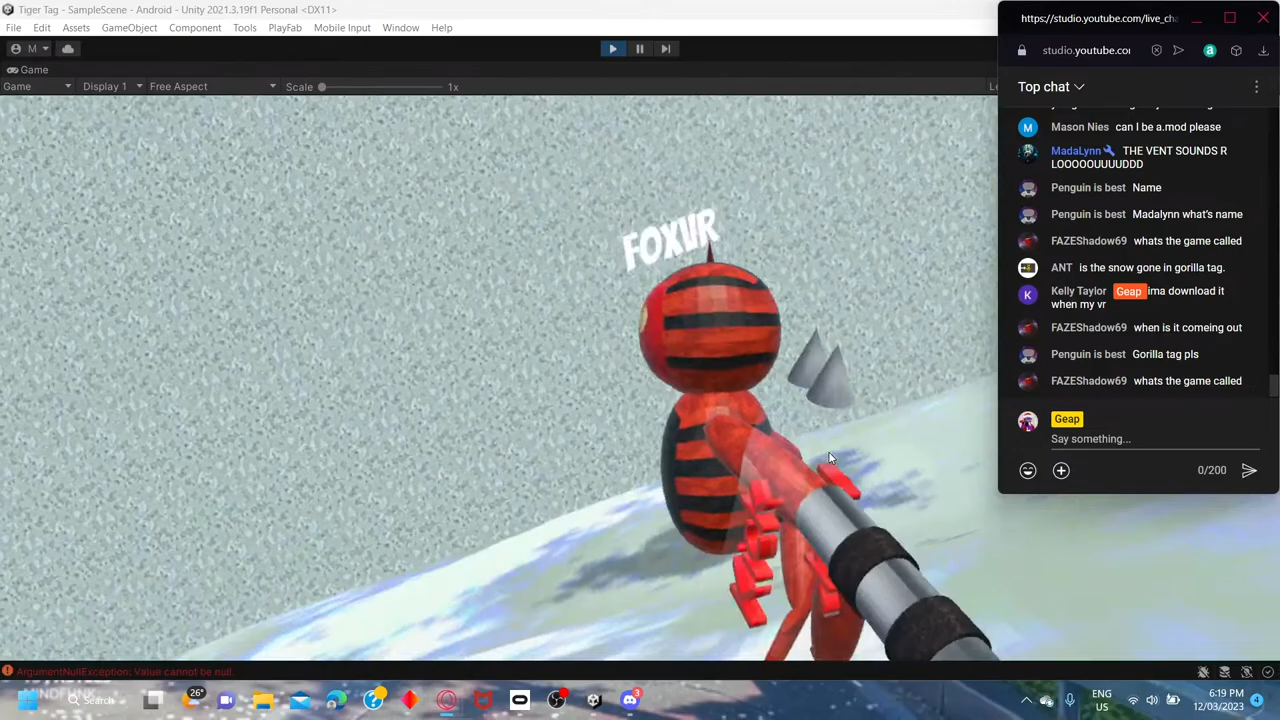 Tiger Tag - SampleScene - Android - Unity 2021.3.19f1 Personal <DX11>
File Edit Assets GameObject Component Tools PlayFab Mobile Input Window Help
M
Game
Game Display 1 Free Aspect Scale 1x
FOXVR
https://studio.youtube.com/live_cha
studio.youtube.co
Top chat
Mason Nies can I be a.mod please
MadaLynn THE VENT SOUNDS R
LOOOOOUUUUDDD
Penguin is best Name
Penguin is best Madalynn what's name
FAZEShadow69 whats the game called
ANT is the snow gone in gorilla tag.
Kelly Taylor Geap ima download it
when my vr
FAZEShadow69 when is it comeing out
Penguin is best Gorilla tag pls
FAZEShadow69 whats the game called
Geap
Say something...
0/200
ArgumentNullException: Value cannot be null.
MINDFUNK
Search
26°
3
ENG
US
6:19 PM
12/03/2023
4